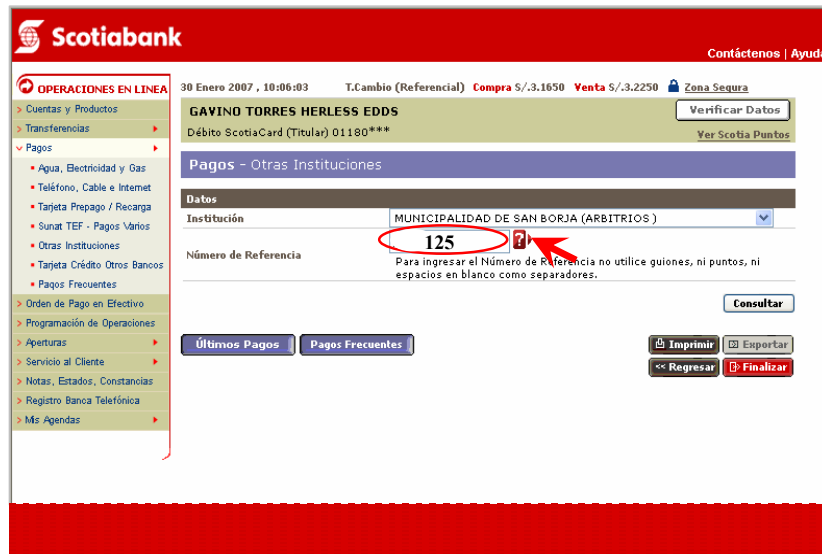 Scotiabank
Contáctenos | Ayuda
OPERACIONES EN LINEA
30 Enero 2007 , 10:06:03 T.Cambio (Referencial) Compra S/.3.1650 Venta S/.3.2250 Zona Segura
> Cuentas y Productos
> Transferencias
Pagos
Agua, Electricidad y Gas
Teléfono, Cable e Internet
Tarjeta Prepago / Recarga
Sunat TEF - Pagos Varios
Otras Instituciones
Tarjeta Crédito Otros Bancos
Pagos Frecuentes
> Orden de Pago en Efectivo
> Programación de Operaciones
> Aperturas
> Servicio al Cliente
> Notas, Estados, Constancias
> Registro Banca Telefónica
> Mis Agendas
GAVINO TORRES HERLESS EDDS
Verificar Datos
Débito ScotiaCard (Titular) 01180***
Ver Scotia Puntos
Pagos - Otras Instituciones
Datos
Institución MUNICIPALIDAD DE SAN BORJA (ARBITRIOS )
Número de Referencia 125 ?
Para ingresar el Número de Referencia no utilice guiones, ni puntos, ni
espacios en blanco como separadores.
Consultar
Últimos Pagos Pagos Frecuentes Imprimir Exportar
<< Regresar Finalizar